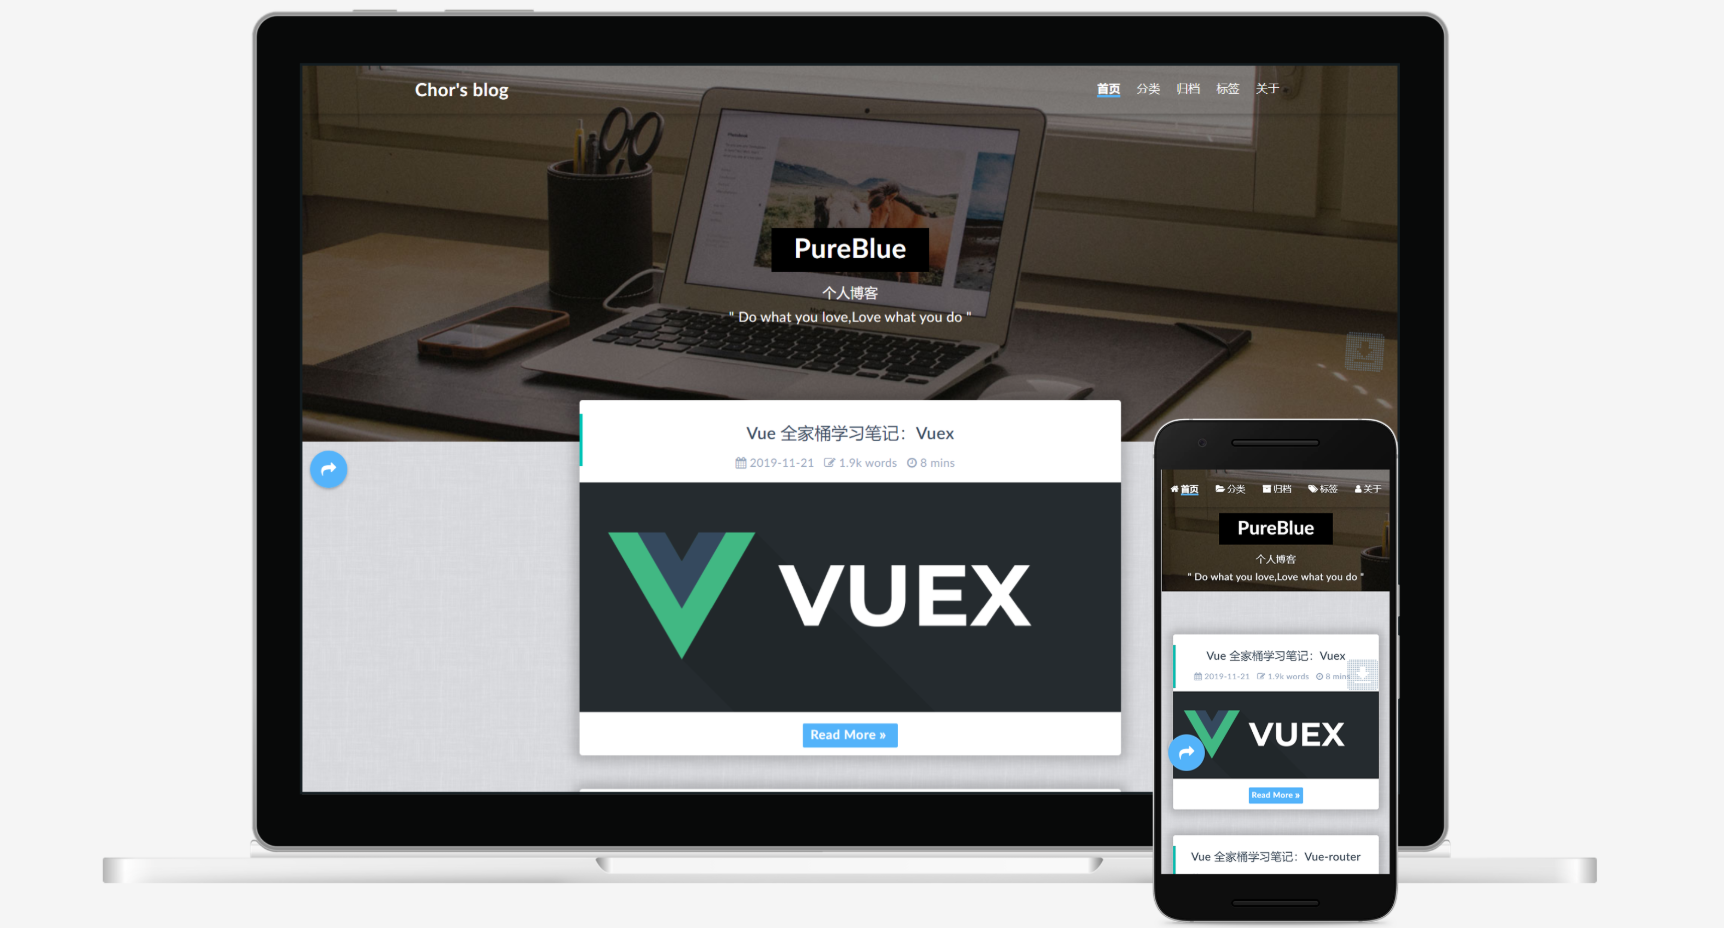 Chor's blog
首页 分类 归档 标签 关于
PureBlue
个人博客
" Do what you love,Love what you do "
Vue 全家桶学习笔记：Vuex
2019-11-21 1.9k words 8 mins
VUEX
Read More »
首页 分类 归档 标签 关于
PureBlue
个人博客
" Do what you love,Love what you do "
Vue 全家桶学习笔记：Vuex
2019-11-21 1.9k words 8 mins
VUEX
Read More »
Vue 全家桶学习笔记：Vue-router